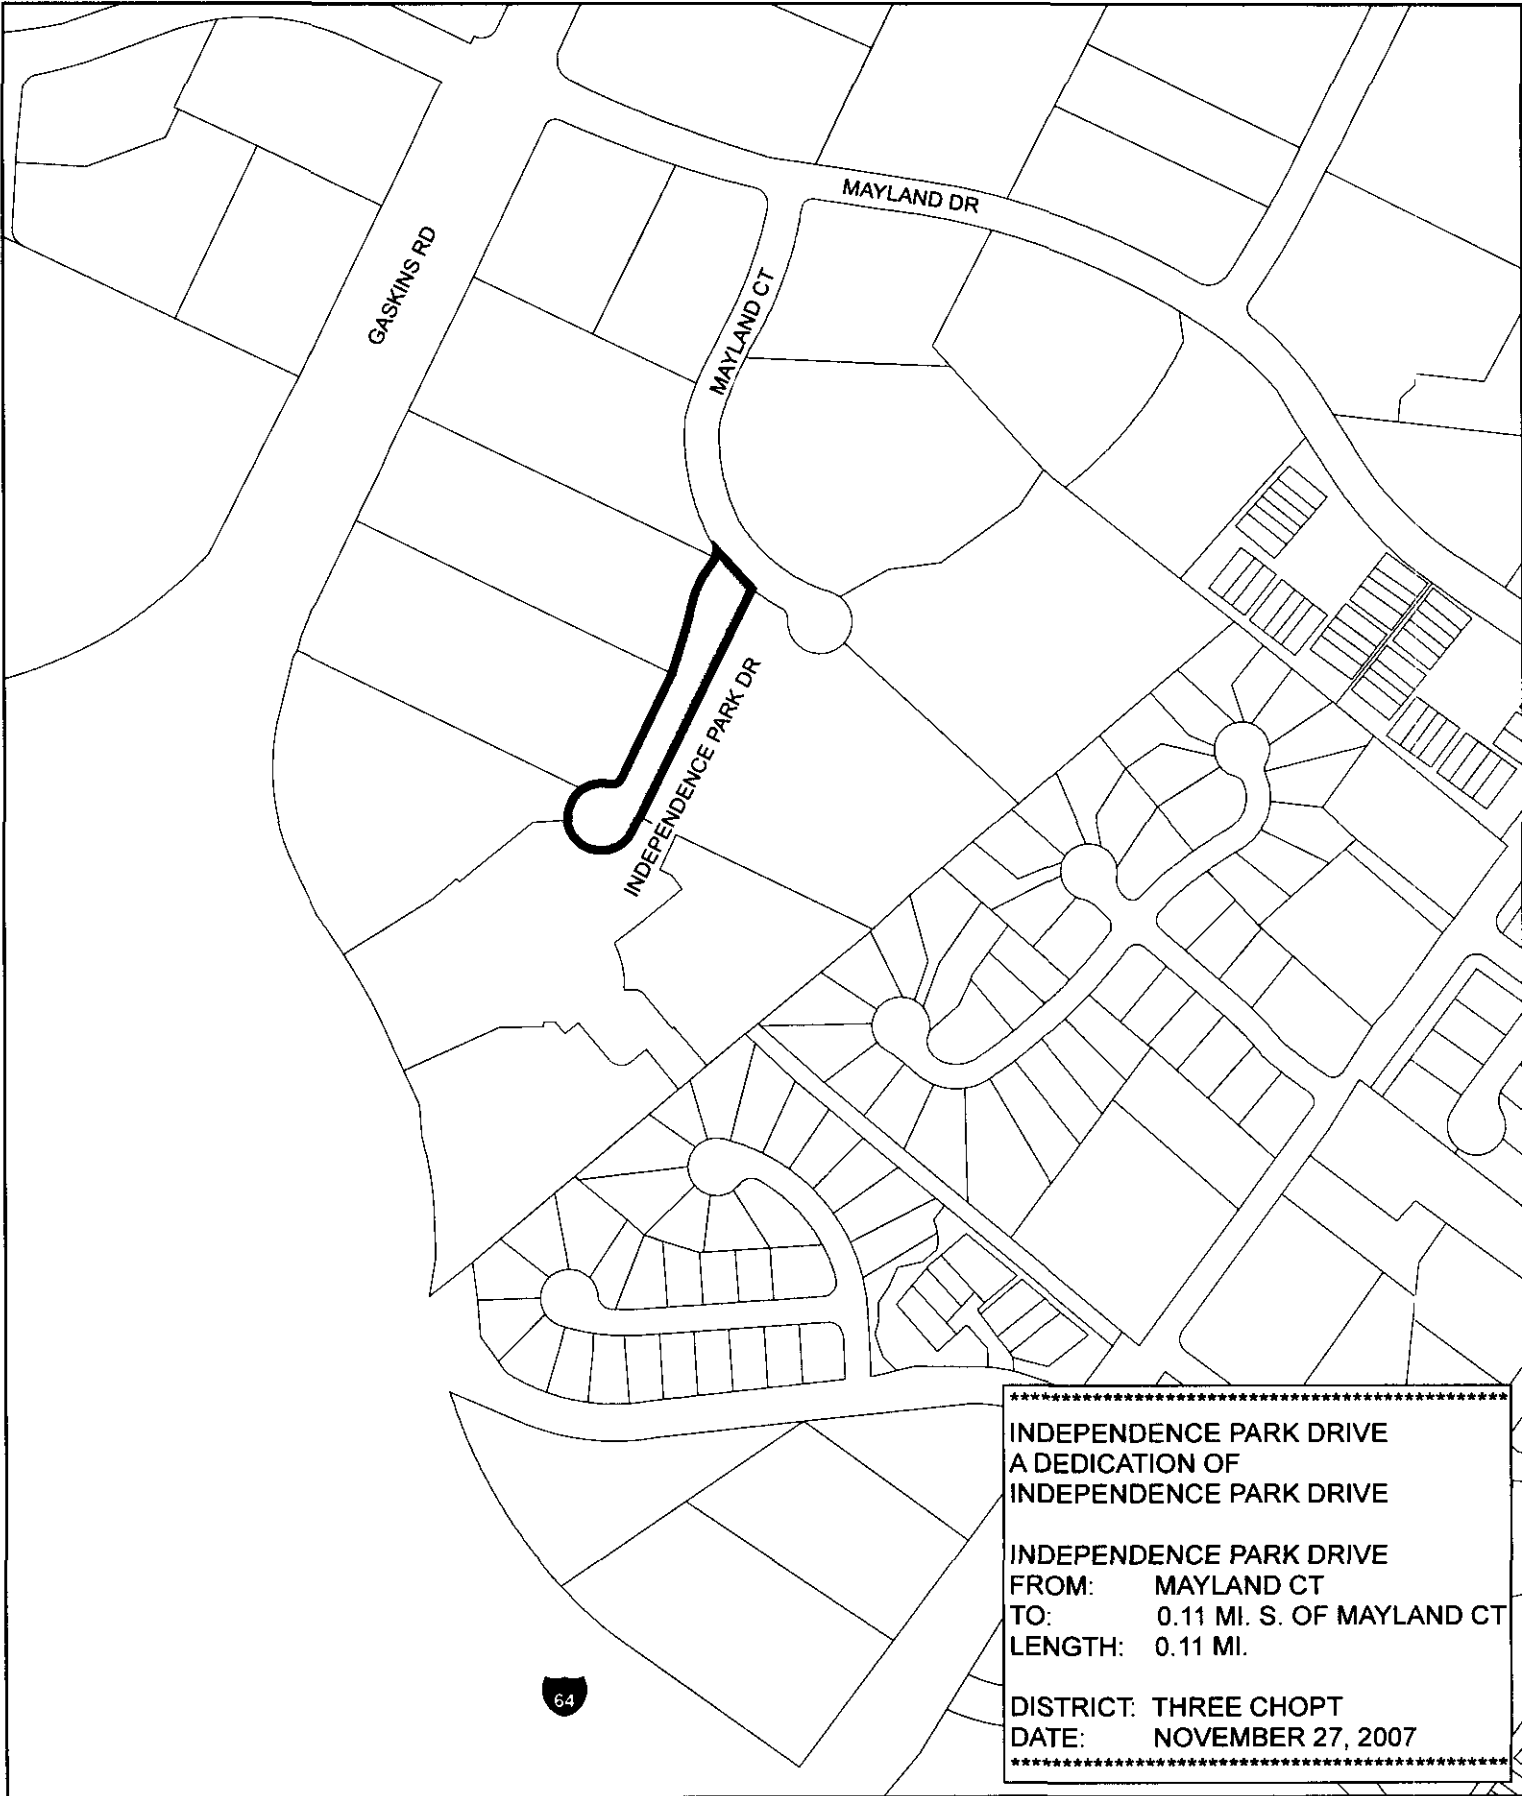 MAYLAND DR
GASKINS RD
MAYLAND CT
INDEPENDENCE PARK DR
************************************************
INDEPENDENCE PARK DRIVE
A DEDICATION OF
INDEPENDENCE PARK DRIVE
INDEPENDENCE PARK DRIVE
FROM: MAYLAND CT
TO: 0.11 MI. S. OF MAYLAND CT
LENGTH: 0.11 MI.
64
DISTRICT: THREE CHOPT
DATE: NOVEMBER 27, 2007
************************************************